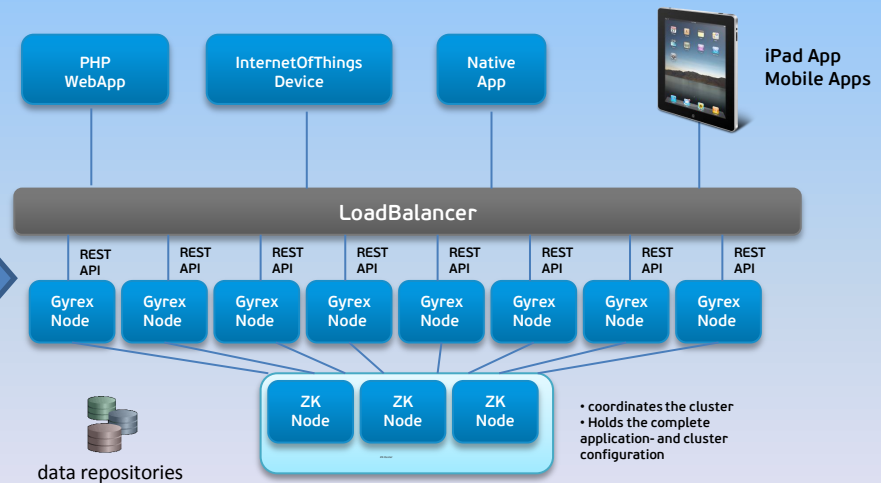 PHP
WebApp
InternetOfThings
Device
Native
App
iPad App
Mobile Apps
LoadBalancer
REST
API
REST
API
REST
API
REST
API
REST
API
REST
API
REST
API
REST
API
Gyrex
Node
Gyrex
Node
Gyrex
Node
Gyrex
Node
Gyrex
Node
Gyrex
Node
Gyrex
Node
Gyrex
Node
ZK
Node
ZK
Node
ZK
Node
• coordinates the cluster
• Holds the complete
application- and cluster
configuration
data repositories